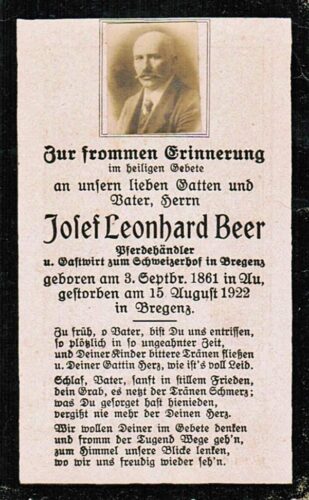 Zur frommen Erinnerung
im heiligen Gebete
an unsern lieben Gatten und
Vater, Herrn
Josef Leonhard Beer
Pferdehändler
u. Gastwirt zum Schweizerhof in Bregenz
geboren am 3. Septbr. 1861 in Au,
gestorben am 15 August 1922
in Bregenz.
Zu früh, o Vater, bist Du uns entrissen,
so plötzlich in so ungeahnter Zeit,
und Deiner Kinder bittere Tränen fließen
u. Deiner Gattin Herz, wie ist's voll Leid.
Schlaf, Vater, sanft in stillem Frieden,
dein Grab, es netzt der Tränen Schmerz;
was Du gesorget hast hienieden,
vergißt nie mehr der Deinen Herz.
Wir wollen Deiner im Gebete denken
und fromm der Tugend Wege geh'n,
zum Himmel unsere Blicke lenken,
wo wir uns freudig wieder seh'n.